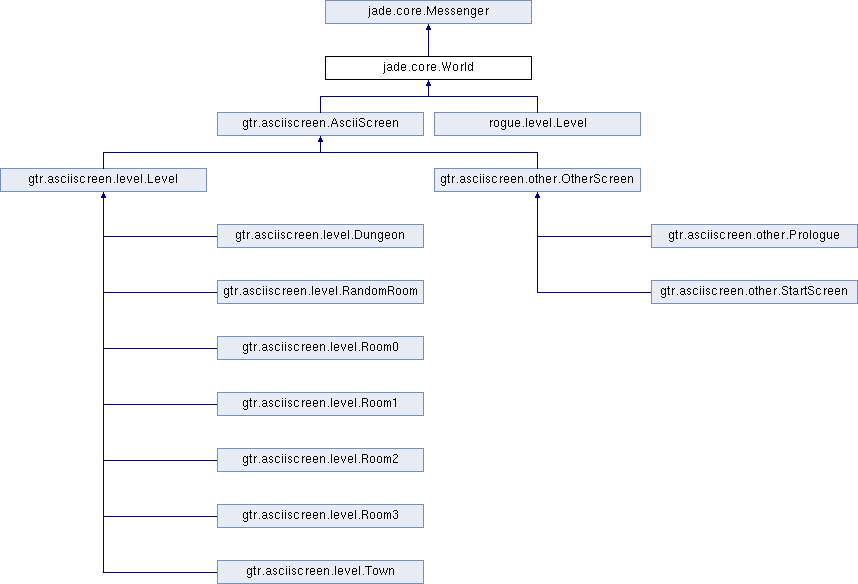 jade.core.Messenger
jade.core.World
gtr.asciiscreen.AsciiScreen
rogue.level.Level
gtr.asciiscreen.level.Level
gtr.asciiscreen.other.OtherScreen
gtr.asciiscreen.level.Dungeon
gtr.asciiscreen.other.Prologue
gtr.asciiscreen.level.RandomRoom
gtr.asciiscreen.other.StartScreen
gtr.asciiscreen.level.Room0
gtr.asciiscreen.level.Room1
gtr.asciiscreen.level.Room2
gtr.asciiscreen.level.Room3
gtr.asciiscreen.level.Town